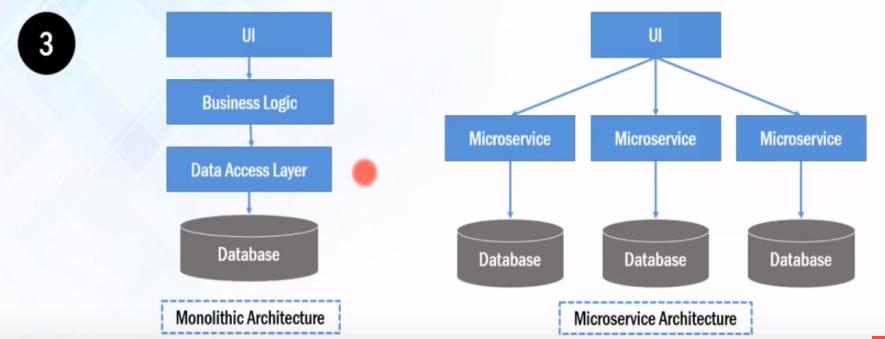 3
UI
Business Logic
Data Access Layer
Database
Monolithic Architecture
UI
Microservice Microservice Microservice
Database Database Database
Microservice Architecture